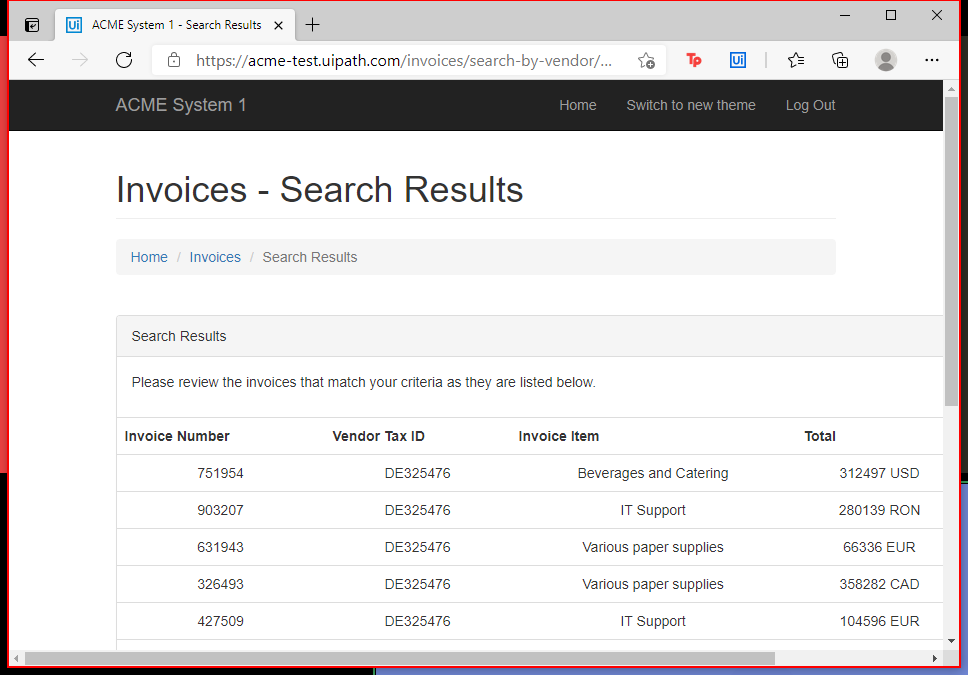 Ui ACME System 1 - Search Results
https://acme-test.uipath.com/invoices/search-by-vendor/... Tp Ui
ACME System 1 Home Switch to new theme Log Out
Invoices - Search Results
Home / Invoices / Search Results
Search Results
Please review the invoices that match your criteria as they are listed below.
Invoice Number Vendor Tax ID Invoice Item Total
751954 DE325476 Beverages and Catering 312497 USD
903207 DE325476 IT Support 280139 RON
631943 DE325476 Various paper supplies 66336 EUR
326493 DE325476 Various paper supplies 358282 CAD
427509 DE325476 IT Support 104596 EUR